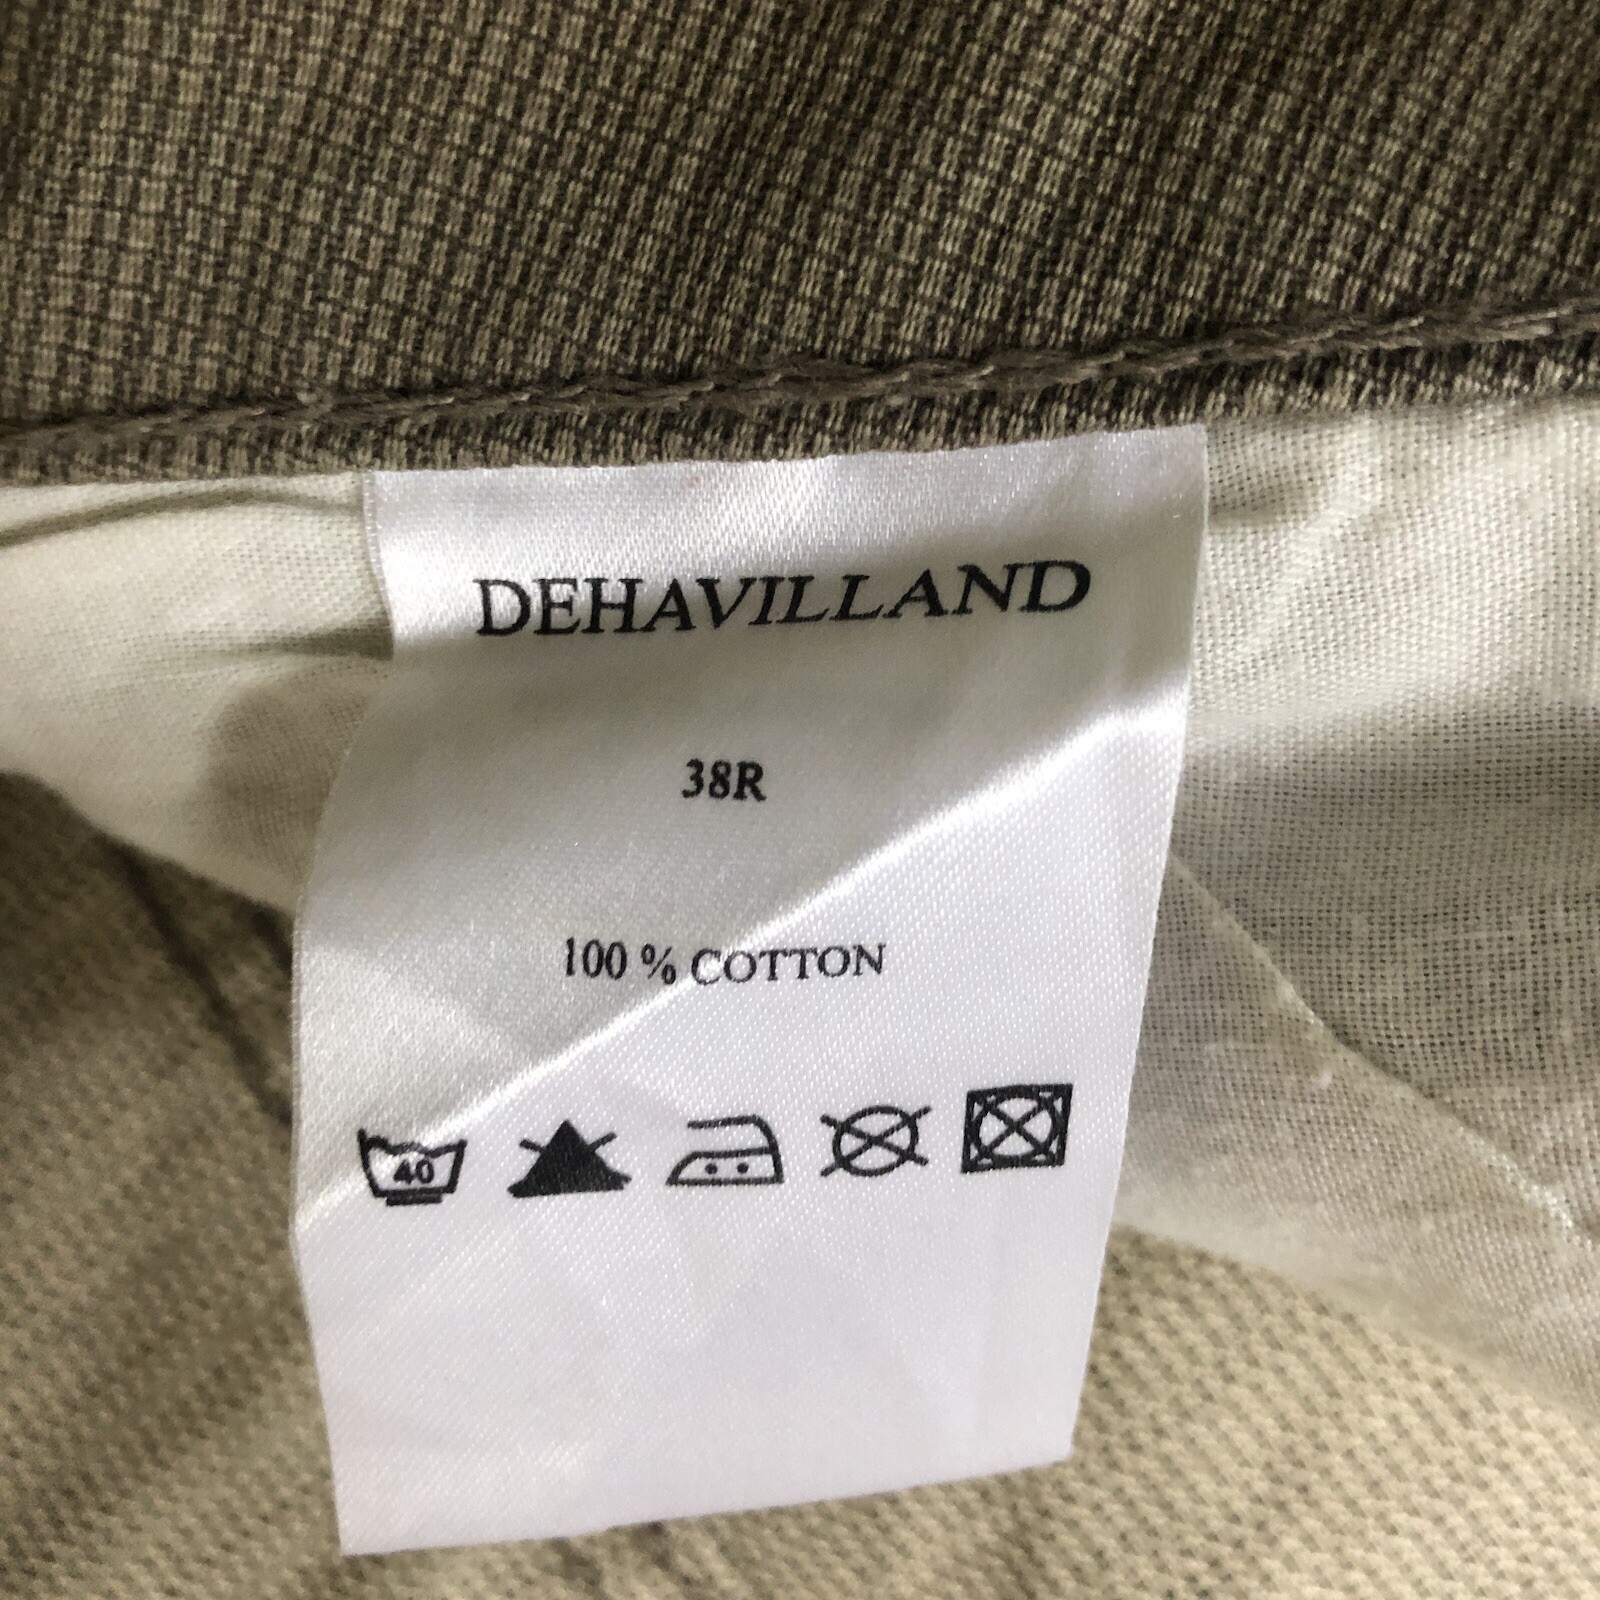 DEHAVILLAND
38R
100 % COTTON
40